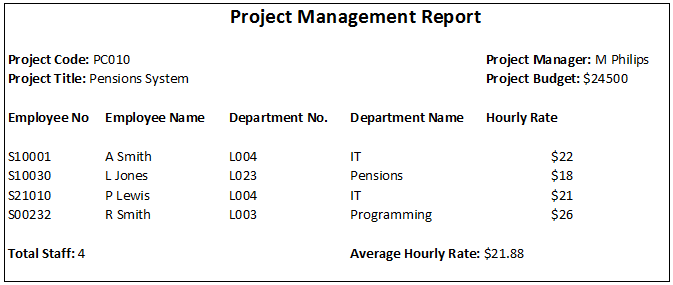 Project Management Report
Project Code: PC010 Project Manager: M Philips
Project Title: Pensions System Project Budget: $24500
Employee No Employee Name Department No. Department Name Hourly Rate
S10001 A Smith L004 IT $22
S10030 L Jones L023 Pensions $18
S21010 P Lewis L004 IT $21
S00232 R Smith L003 Programming $26
Total Staff: 4 Average Hourly Rate: $21.88